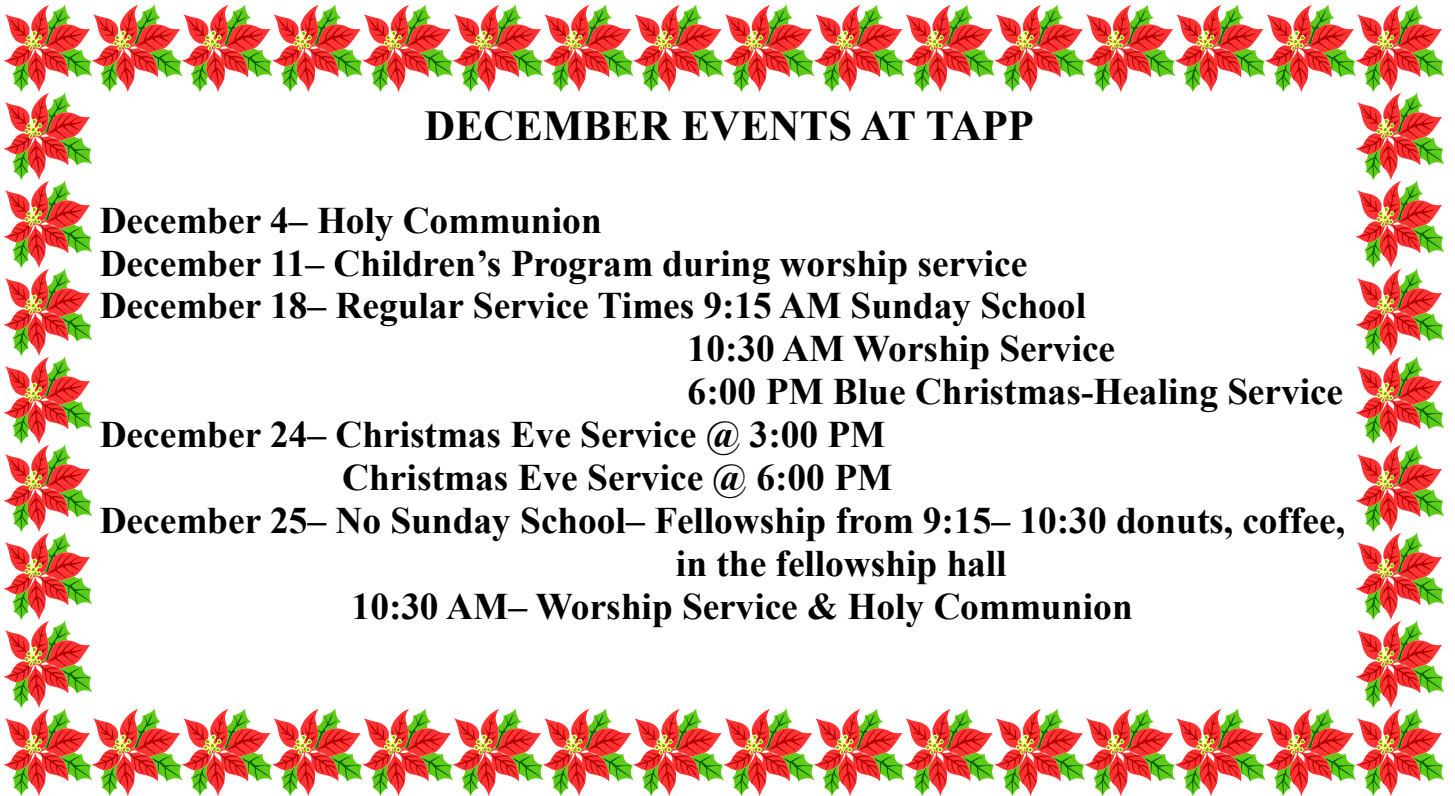 DECEMBER EVENTS AT TAPP
December 4– Holy Communion
December 11– Children’s Program during worship service
December 18– Regular Service Times 9:15 AM Sunday School
10:30 AM Worship Service
6:00 PM Blue Christmas-Healing Service
December 24– Christmas Eve Service @ 3:00 PM
Christmas Eve Service @ 6:00 PM
December 25– No Sunday School– Fellowship from 9:15– 10:30 donuts, coffee,
in the fellowship hall
10:30 AM– Worship Service & Holy Communion